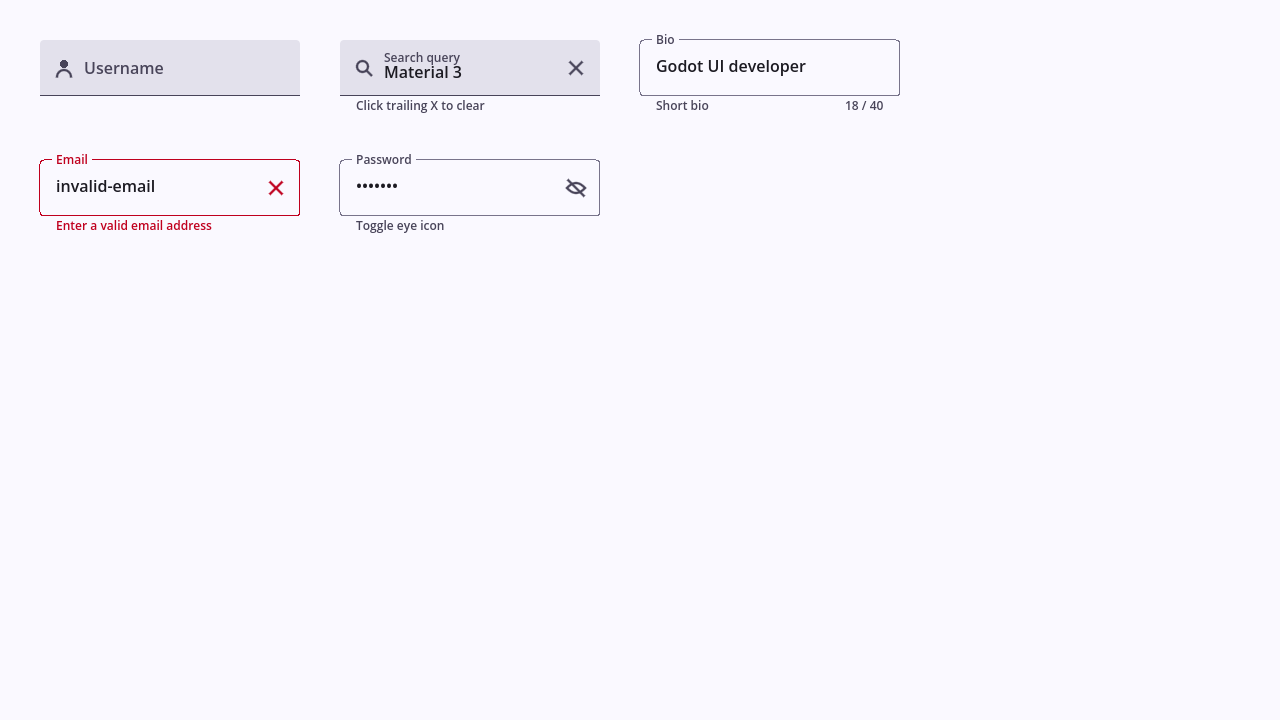 Username
Search query
Material 3
Click trailing X to clear
Bio
Godot UI developer
Short bio
18 / 40
Email
invalid-email
Enter a valid email address
Password
•••••••
Toggle eye icon